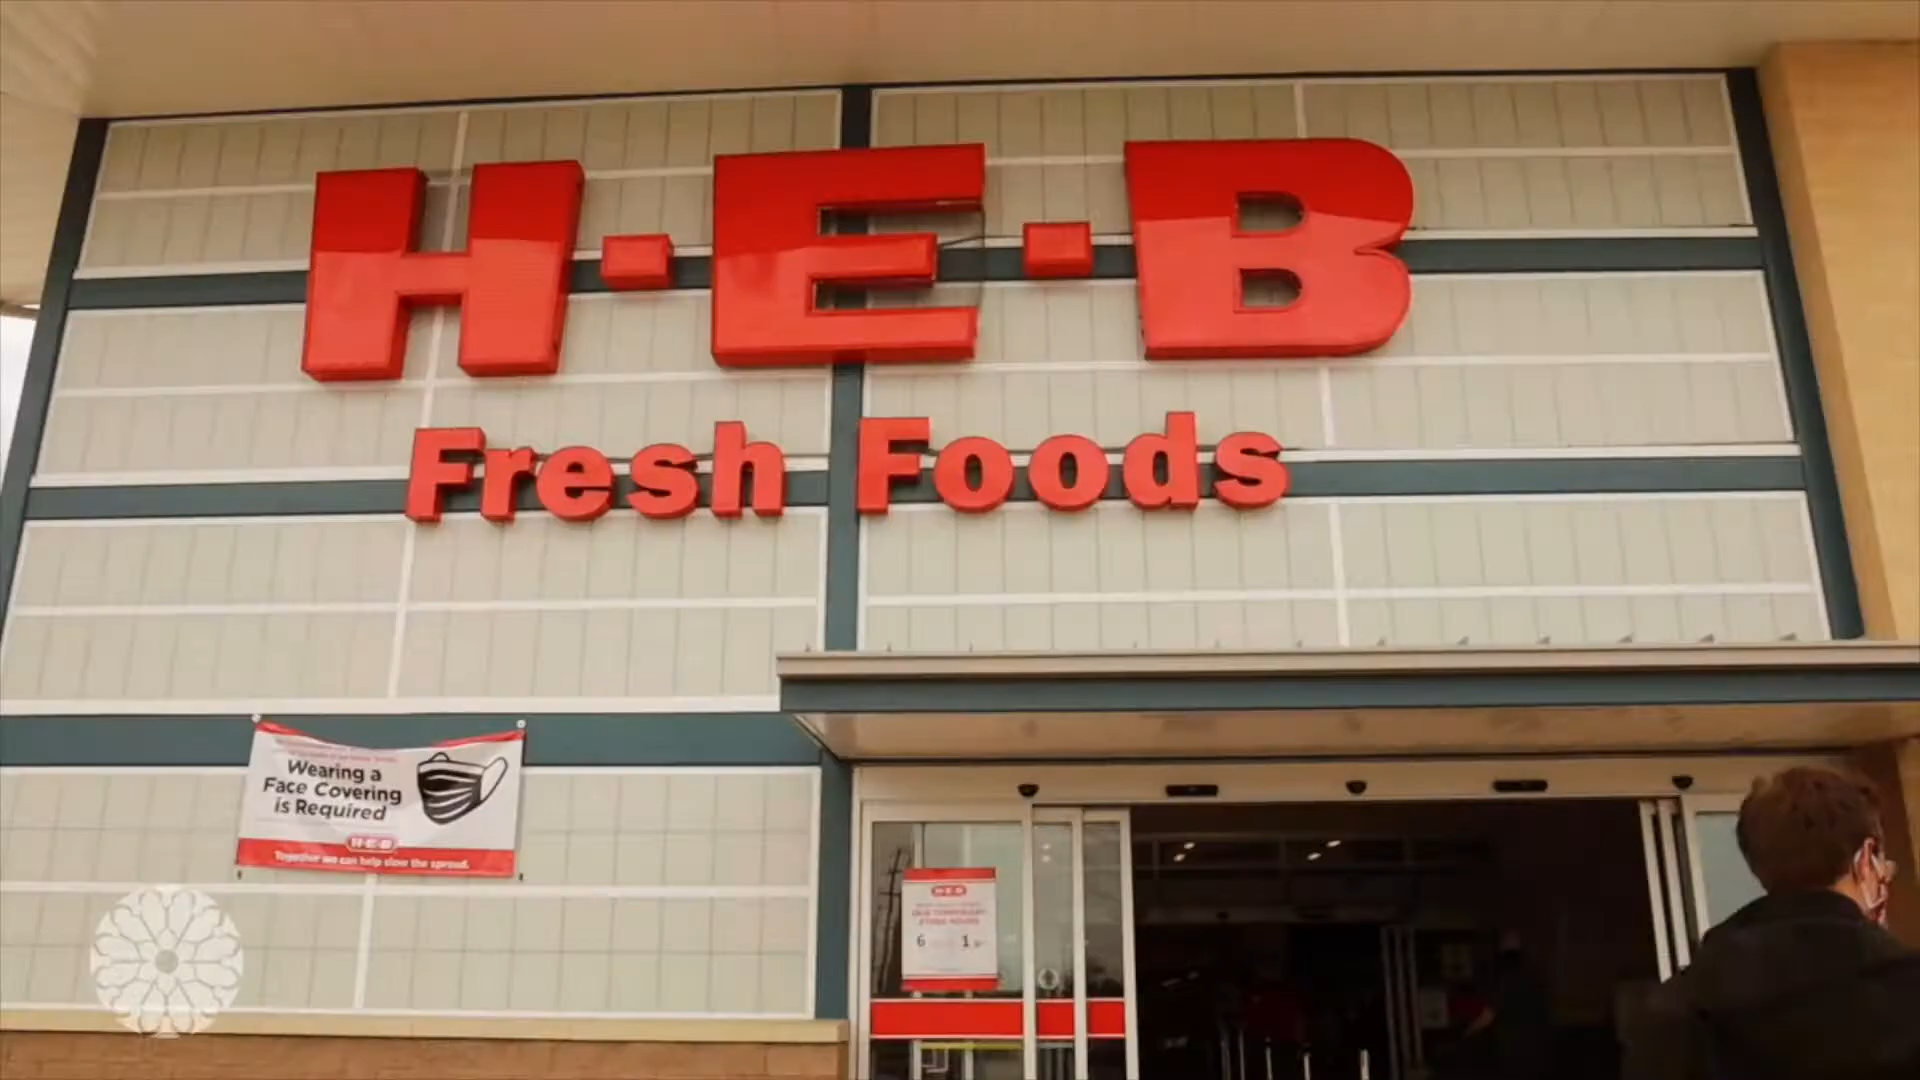 H-E-B
Fresh Foods
Wearing a
Face Covering
is Required
H-E-B
Together we can help slow the spread.
H-E-B
6 1